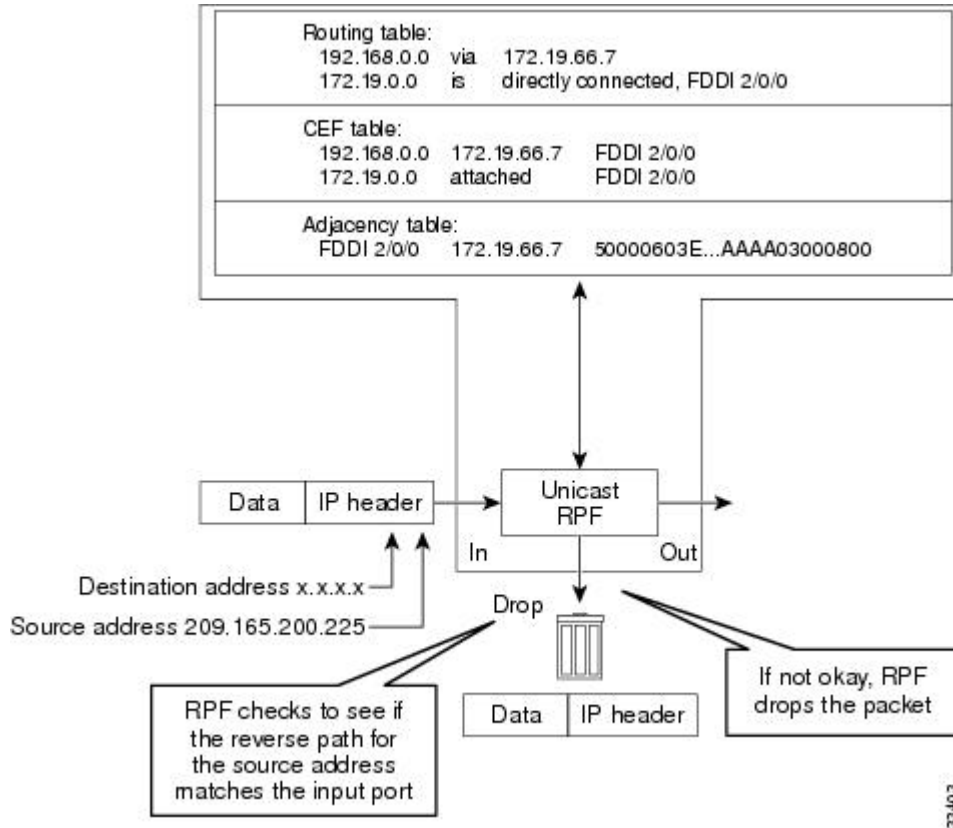 Routing table:
192.168.0.0 via 172.19.66.7
172.19.0.0 is directly connected, FDDI 2/0/0
CEF table:
192.168.0.0 172.19.66.7 FDDI 2/0/0
172.19.0.0 attached FDDI 2/0/0
Adjacency table:
FDDI 2/0/0 172.19.66.7 50000603E...AAAA03000800
Data IP header
Unicast
RPF
In Out
Destination address x.x.x.x
Source address 209.165.200.225
Drop
RPF checks to see if
the reverse path for
the source address
matches the input port
Data IP header
If not okay, RPF
drops the packet